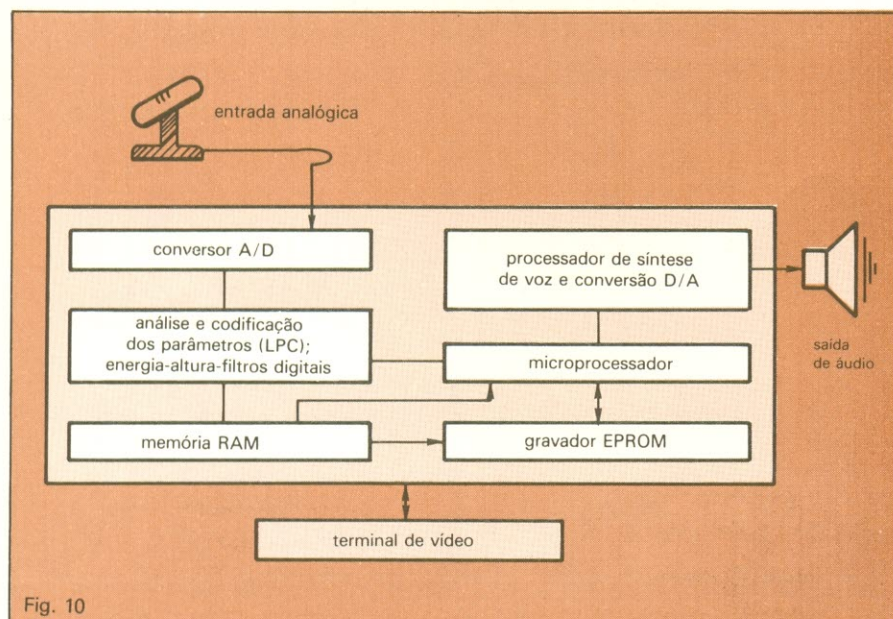 entrada analógica
conversor A/D
processador de síntese
de voz e conversão D/A
análise e codificação
dos parâmetros (LPC);
energia-altura-filtros digitais
saída
de áudio
microprocessador
memória RAM
gravador EPROM
terminal de vídeo
Fig. 10